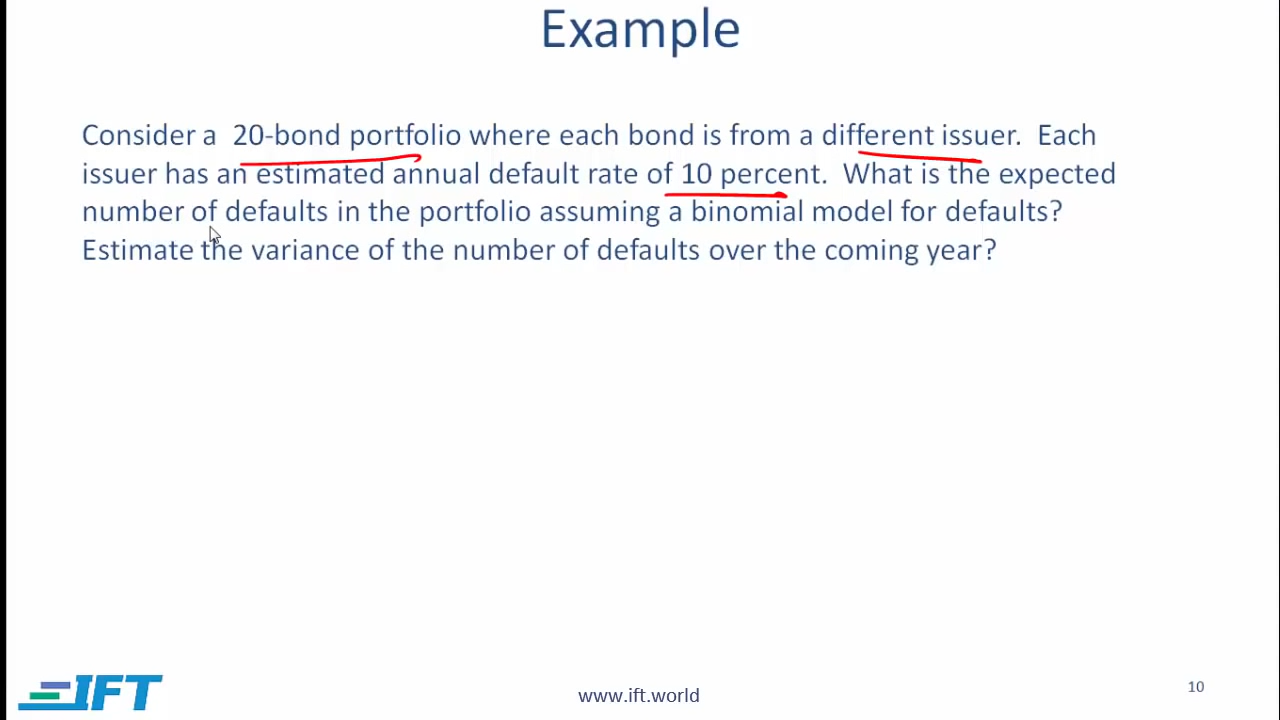 Example
Consider a 20-bond portfolio where each bond is from a different issuer. Each
issuer has an estimated annual default rate of 10 percent. What is the expected
number of defaults in the portfolio assuming a binomial model for defaults?
Estimate the variance of the number of defaults over the coming year?
IFT
www.ift.world
10